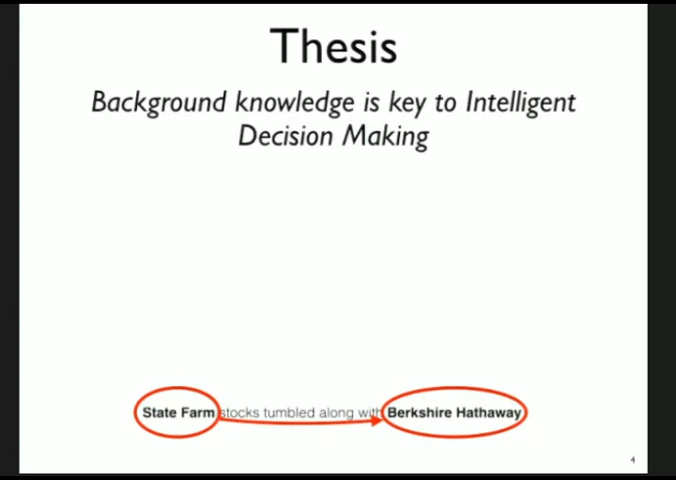 Thesis
Background knowledge is key to Intelligent
Decision Making
State Farm stocks tumbled along with Berkshire Hathaway
4